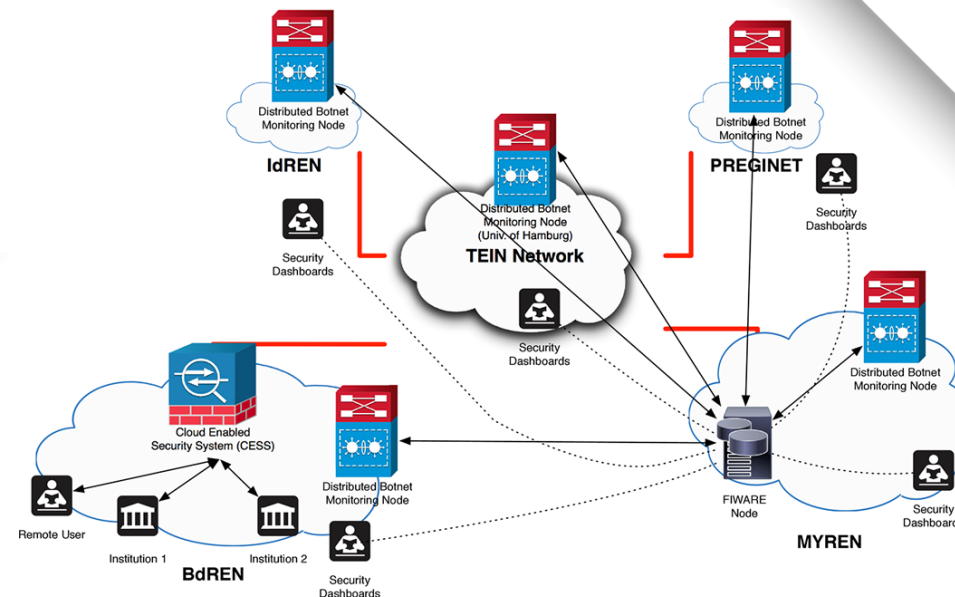 Distributed Botnet
Monitoring Node
IdREN
Distributed Botnet
Monitoring Node
PREGINET
Distributed Botnet
Monitoring Node
(Univ. of Hamburg)
TEIN Network
Security
Dashboards
Security
Dashboards
Security
Dashboards
Distributed Botnet
Monitoring Node
Cloud Enabled
Security System (CESS)
Distributed Botnet
Monitoring Node
Remote User
Institution 1
Institution 2
BdREN
Security
Dashboards
FIWARE
Node
MYREN
Security
Dashboard